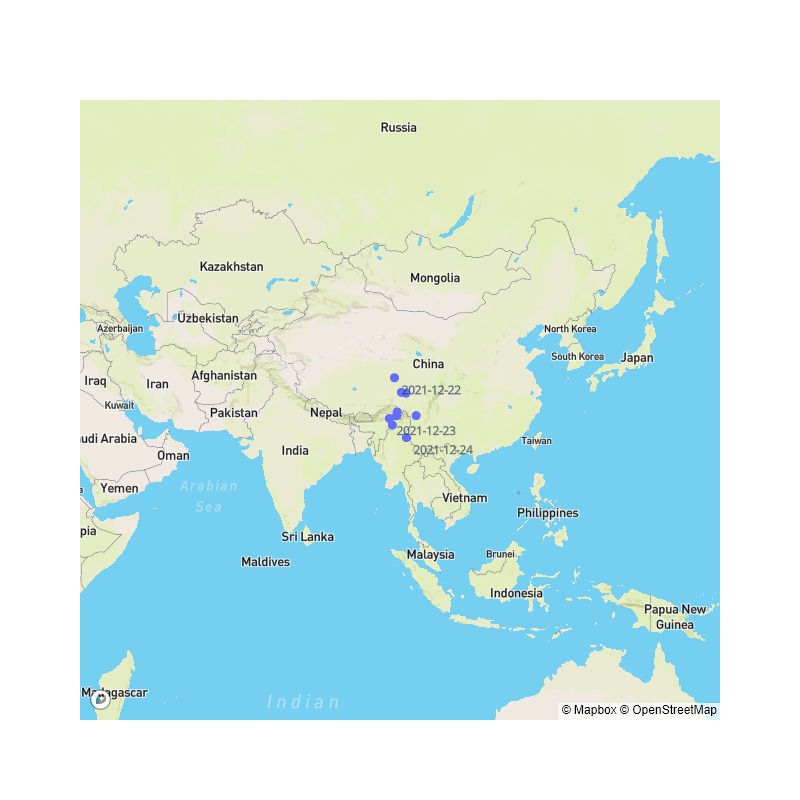 Russia
Kazakhstan
Mongolia
Uzbekistan
Azerbaijan
North Korea
South Korea
Japan
China
Afghanistan
Iraq
Iran
2021-12-22
Kuwait
Pakistan
Nepal
2021-12-23
udi Arabia
Taiwan
Oman
India
2021-12-24
Yemen
Arabian
Sea
Vietnam
Philippines
pia
Sri Lanka
Malaysia
Brunei
Maldives
Indonesia
Papua New
Guinea
Madagascar
Indian
© Mapbox © OpenStreetMap